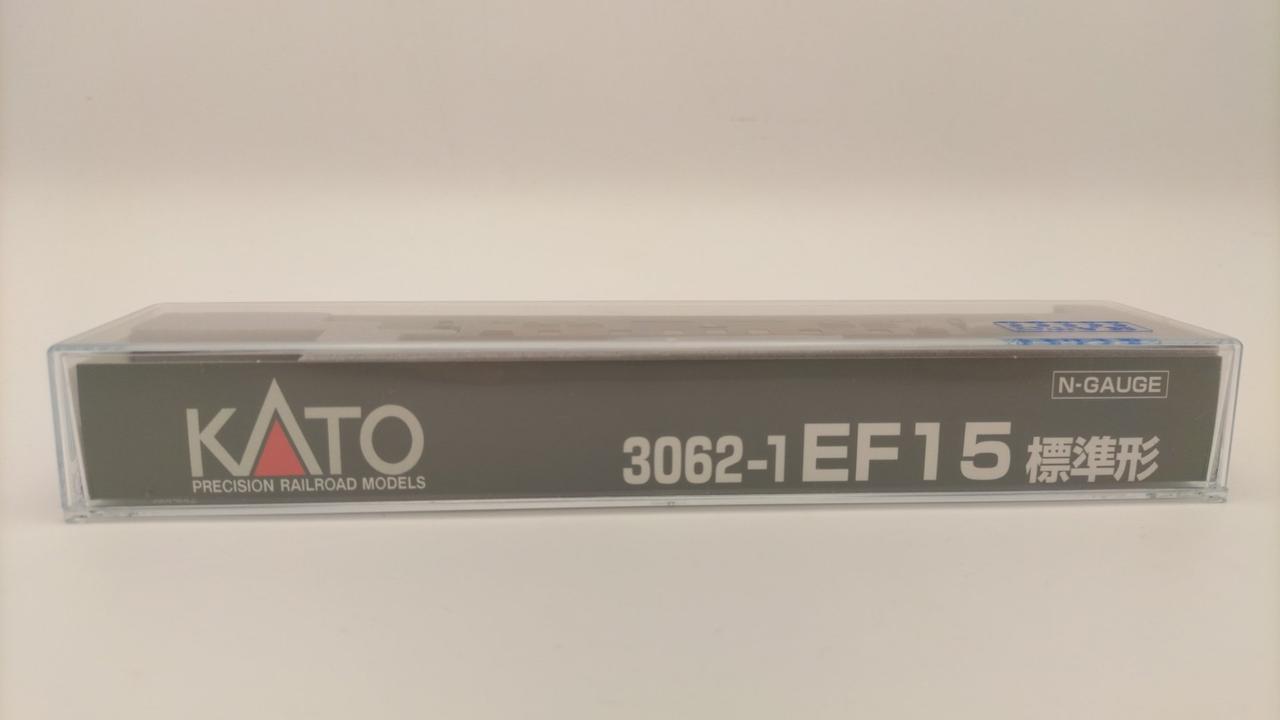 KATO
PRECISION RAILROAD MODELS
N-GAUGE
3062-1 EF15 標準形